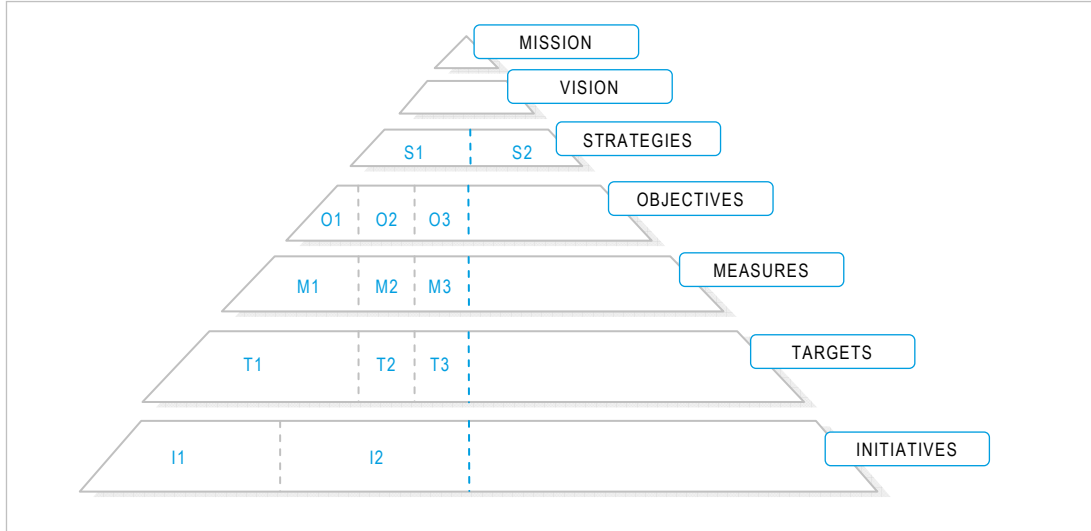 MISSION
VISION
STRATEGIES
S1 S2
OBJECTIVES
O1 O2 O3
MEASURES
M1 M2 M3
TARGETS
T1 T2 T3
INITIATIVES
I1 I2